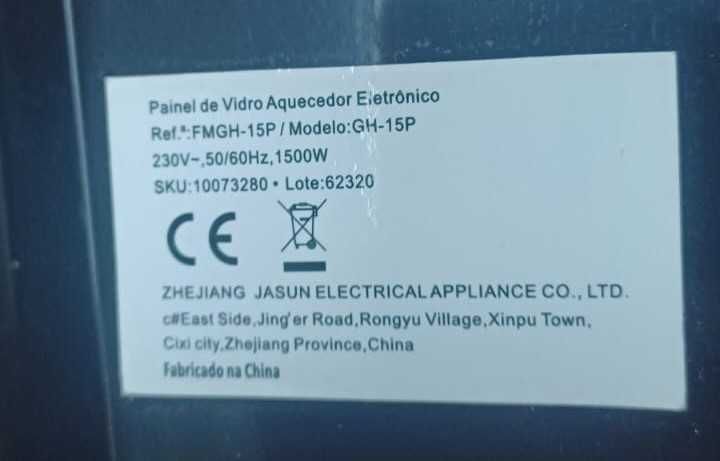 Painel de Vidro Aquecedor Eletrônico
Ref.ª:FMGH-15P / Modelo:GH-15P
230V~,50/60Hz,1500W
SKU:10073280 • Lote:62320
CE
ZHEJIANG JASUN ELECTRICAL APPLIANCE CO., LTD.
c#East Side,Jing'er Road,Rongyu Village,Xinpu Town,
Cixi city,Zhejiang Province,China
Fabricado na China